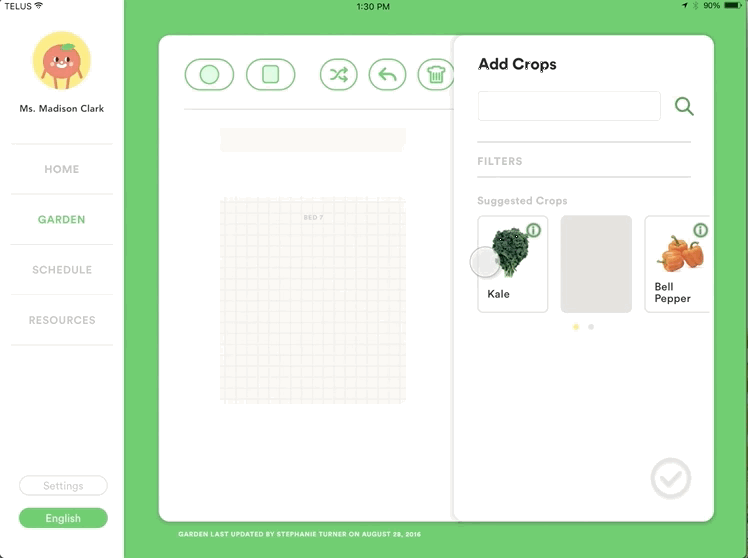 TELUS
1:30 PM
90%
Ms. Madison Clark
HOME
GARDEN
SCHEDULE
RESOURCES
Settings
English
BED 7
Add Crops
FILTERS
Suggested Crops
Kale
Bell
Pepper
GARDEN LAST UPDATED BY STEPHANIE TURNER ON AUGUST 28, 2016